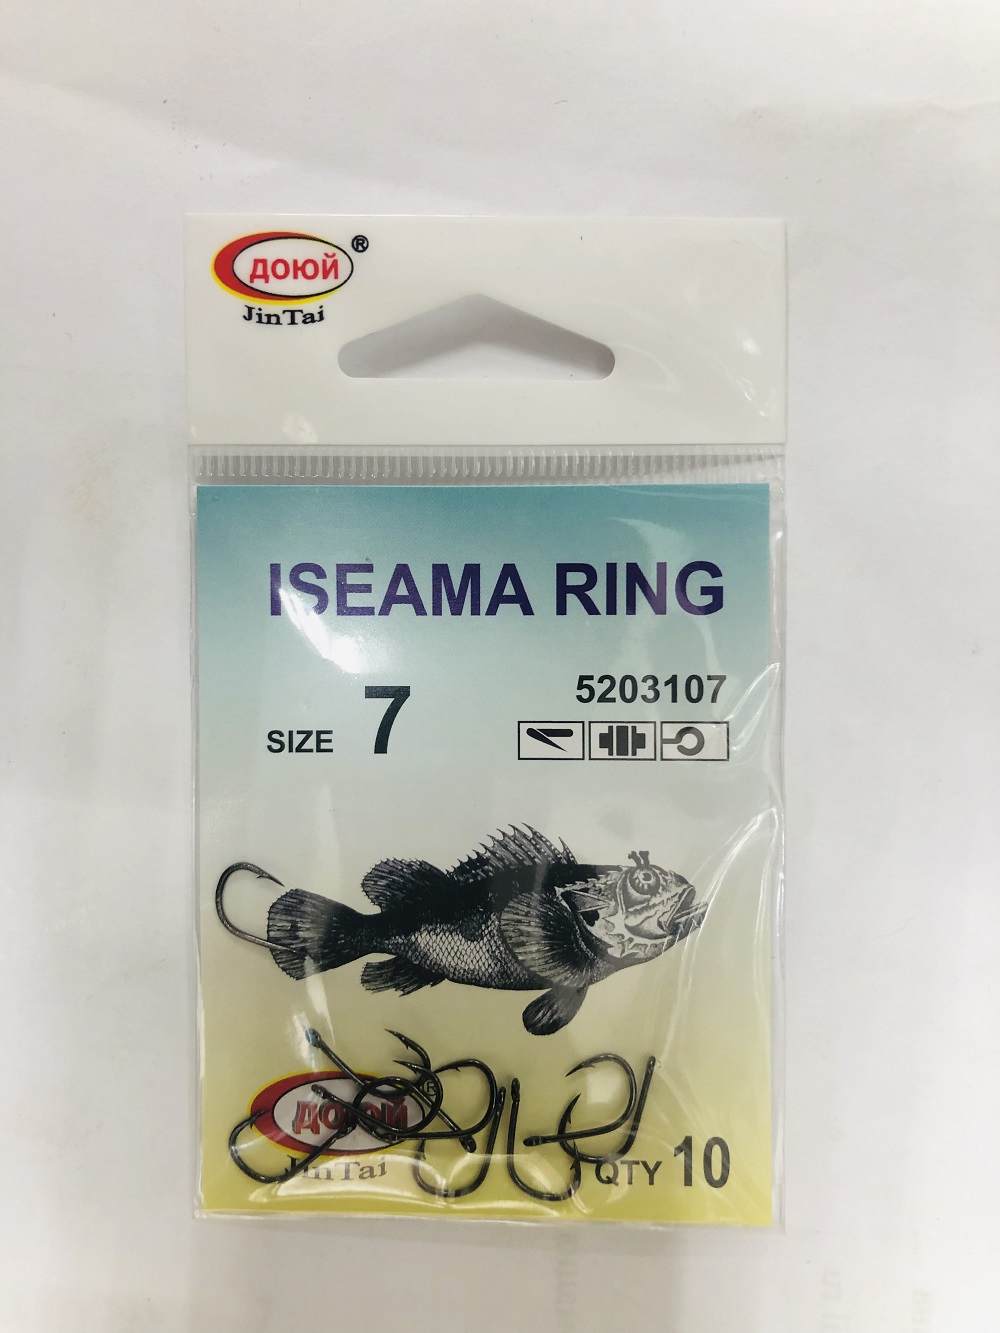 ДОЮЙ ®
JinTai
ISEAMA RING
5203107
SIZE 7
ДОЮЙ ®
JinTai
QTY 10